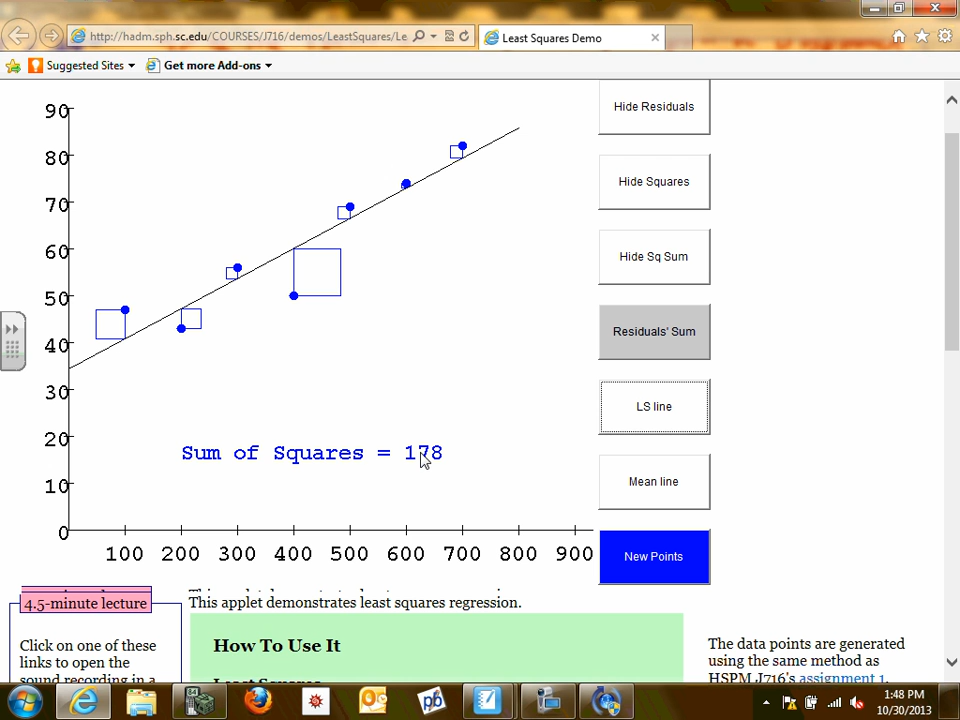 http://hadm.sph.sc.edu/COURSES/J716/demos/LeastSquares/Le
Least Squares Demo
Suggested Sites
Get more Add-ons
90
80
70
60
50
40
30
20
10
0
100 200 300 400 500 600 700 800 900
Sum of Squares = 178
Hide Residuals
Hide Squares
Hide Sq Sum
Residuals' Sum
LS line
Mean line
New Points
4.5-minute lecture
Click on one of these
links to open the
sound recording in a
This applet demonstrates least squares regression.
How To Use It
Least Squares
The data points are generated
using the same method as
HSPM J716's assignment 1.
pb
1:48 PM
10/30/2013